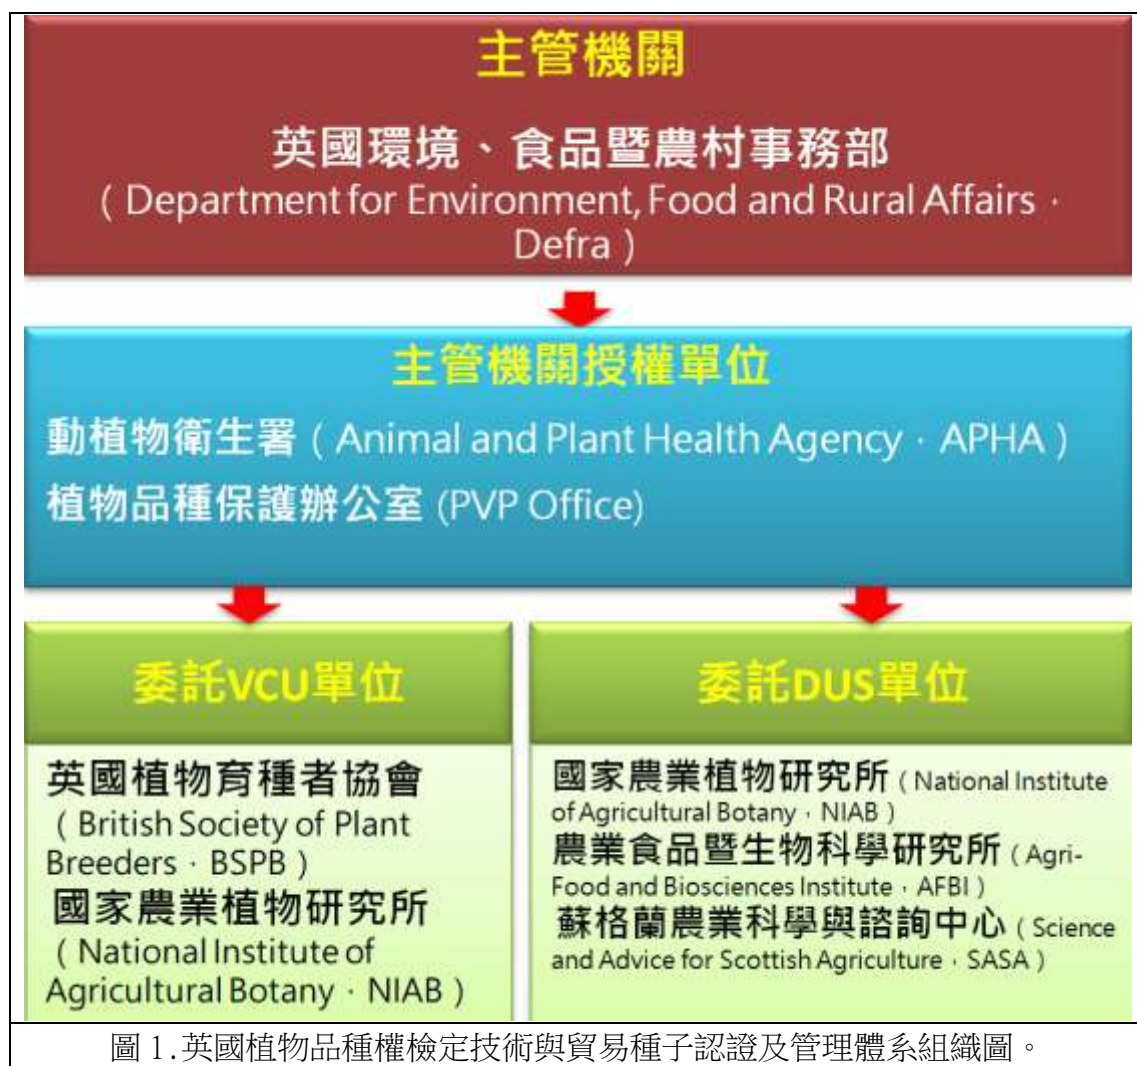 主管機關
英國環境、食品暨農村事務部
（Department for Environment, Food and Rural Affairs，
Defra）
主管機關授權單位
動植物衛生署（Animal and Plant Health Agency，APHA）
植物品種保護辦公室 (PVP Office)
委託VCU單位
英國植物育種者協會
（British Society of Plant
Breeders，BSPB）
國家農業植物研究所
（National Institute of
Agricultural Botany，NIAB）
委託DUS單位
國家農業植物研究所（National Institute
of Agricultural Botany，NIAB）
農業食品暨生物科學研究所（Agri-
Food and Biosciences Institute，AFBI）
蘇格蘭農業科學與諮詢中心（Science
and Advice for Scottish Agriculture，SASA）
圖 1.英國植物品種權檢定技術與貿易種子認證及管理體系組織圖。